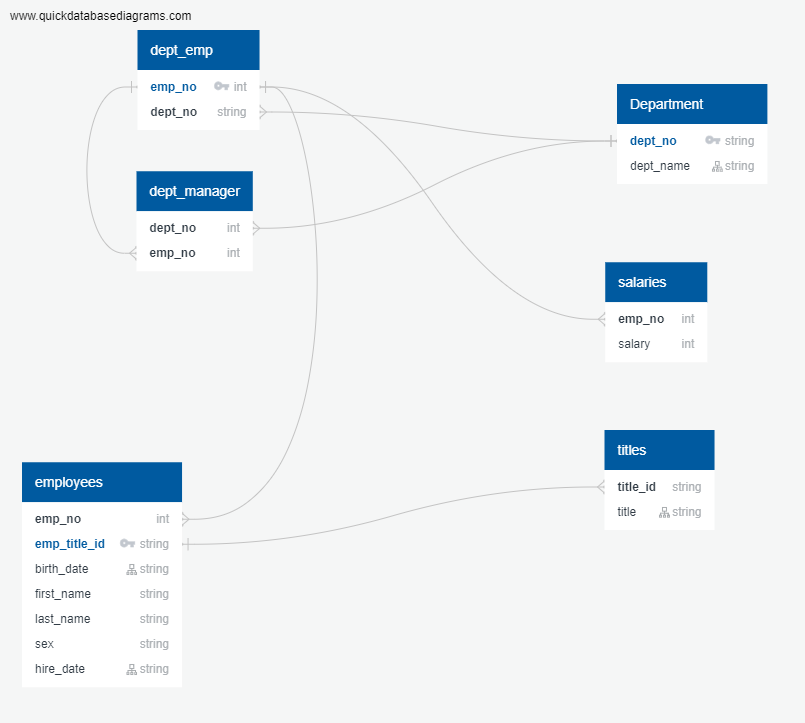 www.quickdatabasediagrams.com
dept_emp
emp_no int
dept_no string
Department
dept_no string
dept_name string
dept_manager
dept_no int
emp_no int
salaries
emp_no int
salary int
titles
title_id string
title string
employees
emp_no int
emp_title_id string
birth_date string
first_name string
last_name string
sex string
hire_date string